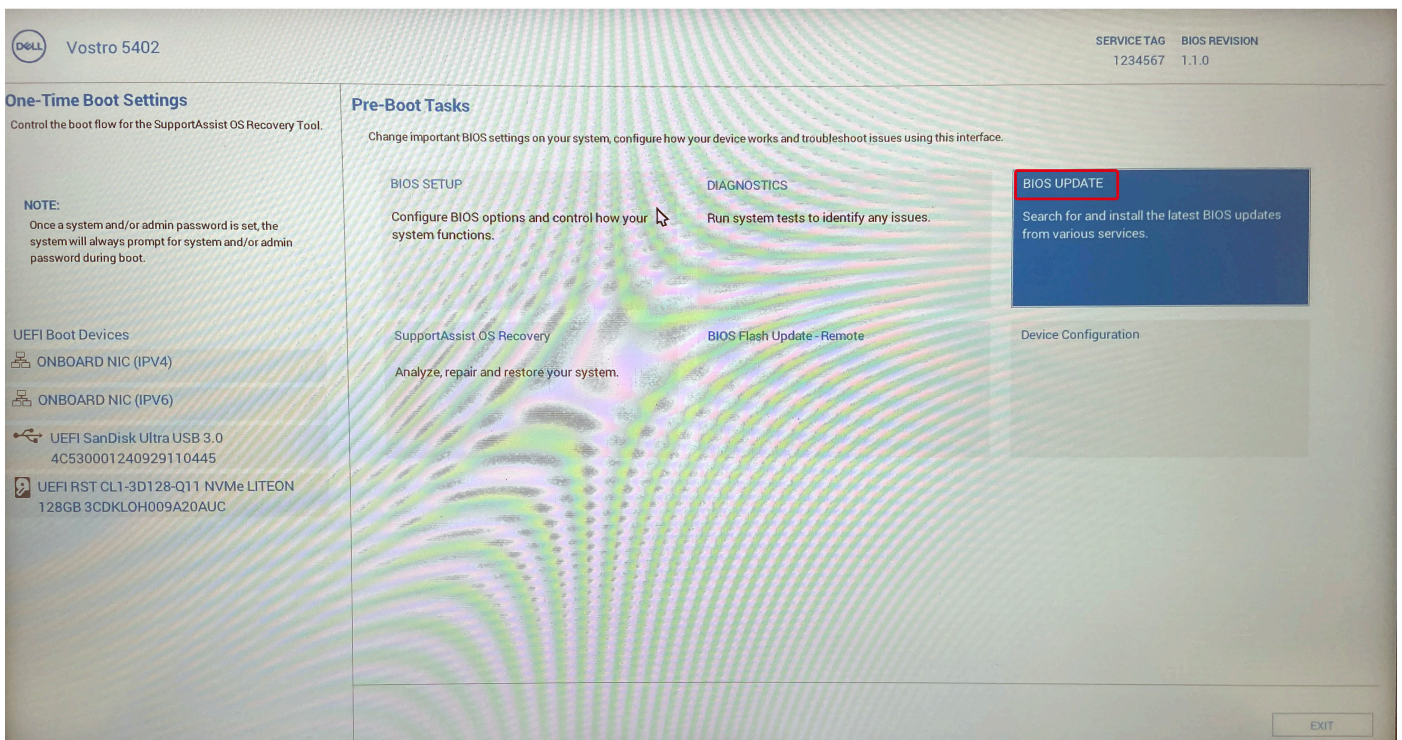 DELL
Vostro 5402
SERVICE TAG BIOS REVISION
1234567 1.1.0
One-Time Boot Settings
Control the boot flow for the SupportAssist OS Recovery Tool.
NOTE:
Once a system and/or admin password is set, the
system will always prompt for system and/or admin
password during boot.
UEFI Boot Devices
ONBOARD NIC (IPV4)
ONBOARD NIC (IPV6)
UEFI SanDisk Ultra USB 3.0
4C530001240929110445
UEFI RST CL1-3D128-Q11 NVMe LITEON
128GB 3CDKLOH009A20AUC
Pre-Boot Tasks
Change important BIOS settings on your system, configure how your device works and troubleshoot issues using this interface.
BIOS SETUP
Configure BIOS options and control how your
system functions.
DIAGNOSTICS
Run system tests to identify any issues.
BIOS UPDATE
Search for and install the latest BIOS updates
from various services.
SupportAssist OS Recovery
Analyze, repair and restore your system.
BIOS Flash Update - Remote
Device Configuration
EXIT